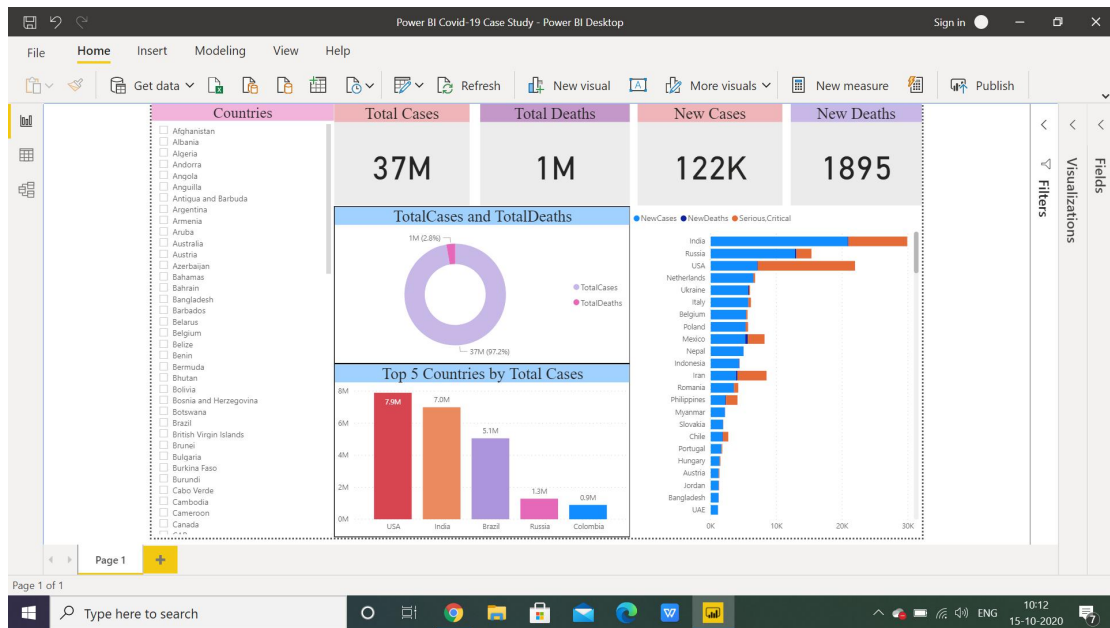 Power BI Covid-19 Case Study - Power BI Desktop
Sign in
File Home Insert Modeling View Help
Get data
Refresh
New visual
More visuals
New measure
Publish
Countries
Afghanistan
Albania
Algeria
Andorra
Angola
Anguilla
Antigua and Barbuda
Argentina
Armenia
Aruba
Australia
Austria
Azerbaijan
Bahamas
Bahrain
Bangladesh
Barbados
Belarus
Belgium
Belize
Benin
Bermuda
Bhutan
Bolivia
Bosnia and Herzegovina
Botswana
Brazil
British Virgin Islands
Brunei
Bulgaria
Burkina Faso
Burundi
Cabo Verde
Cambodia
Cameroon
Canada
Total Cases
37M
Total Deaths
1M
New Cases
122K
New Deaths
1895
TotalCases and TotalDeaths
1M (2.8%)
37M (97.2%)
TotalCases
TotalDeaths
Top 5 Countries by Total Cases
8M
6M
4M
2M
0M
7.9M
7.0M
5.1M
1.3M
0.9M
USA India Brazil Russia Colombia
NewCases NewDeaths Serious,Critical
India
Russia
USA
Netherlands
Ukraine
Italy
Belgium
Poland
Mexico
Nepal
Indonesia
Iran
Romania
Philippines
Myanmar
Slovakia
Chile
Portugal
Hungary
Austria
Jordan
Bangladesh
UAE
0K 10K 20K 30K
Filters
Visualizations
Fields
Page 1
Page 1 of 1
Type here to search
ENG
10:12
15-10-2020
7